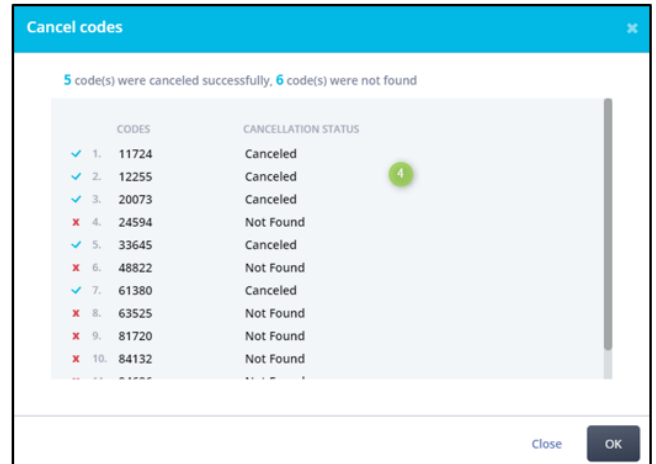 Cancel codes ×
5 code(s) were canceled successfully, 6 code(s) were not found
CODES CANCELLATION STATUS
1. 11724 Canceled
2. 12255 Canceled
4
3. 20073 Canceled
4. 24594 Not Found
5. 33645 Canceled
6. 48822 Not Found
7. 61380 Canceled
8. 63525 Not Found
9. 81720 Not Found
10. 84132 Not Found
Close OK